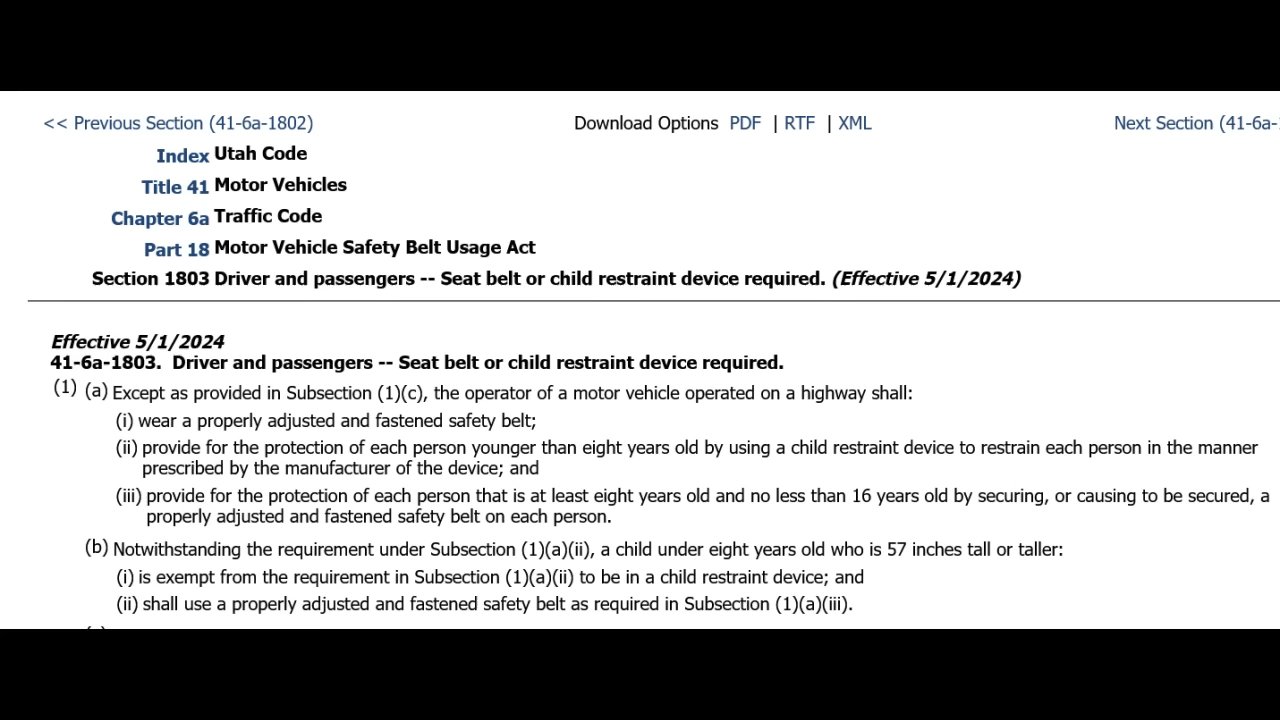 << Previous Section (41-6a-1802) Download Options PDF | RTF | XML Next Section (41-6a-
Index Utah Code
Title 41 Motor Vehicles
Chapter 6a Traffic Code
Part 18 Motor Vehicle Safety Belt Usage Act
Section 1803 Driver and passengers -- Seat belt or child restraint device required. (Effective 5/1/2024)
Effective 5/1/2024
41-6a-1803. Driver and passengers -- Seat belt or child restraint device required.
(1) (a) Except as provided in Subsection (1)(c), the operator of a motor vehicle operated on a highway shall:
(i) wear a properly adjusted and fastened safety belt;
(ii) provide for the protection of each person younger than eight years old by using a child restraint device to restrain each person in the manner
prescribed by the manufacturer of the device; and
(iii) provide for the protection of each person that is at least eight years old and no less than 16 years old by securing, or causing to be secured, a
properly adjusted and fastened safety belt on each person.
(b) Notwithstanding the requirement under Subsection (1)(a)(ii), a child under eight years old who is 57 inches tall or taller:
(i) is exempt from the requirement in Subsection (1)(a)(ii) to be in a child restraint device; and
(ii) shall use a properly adjusted and fastened safety belt as required in Subsection (1)(a)(iii).